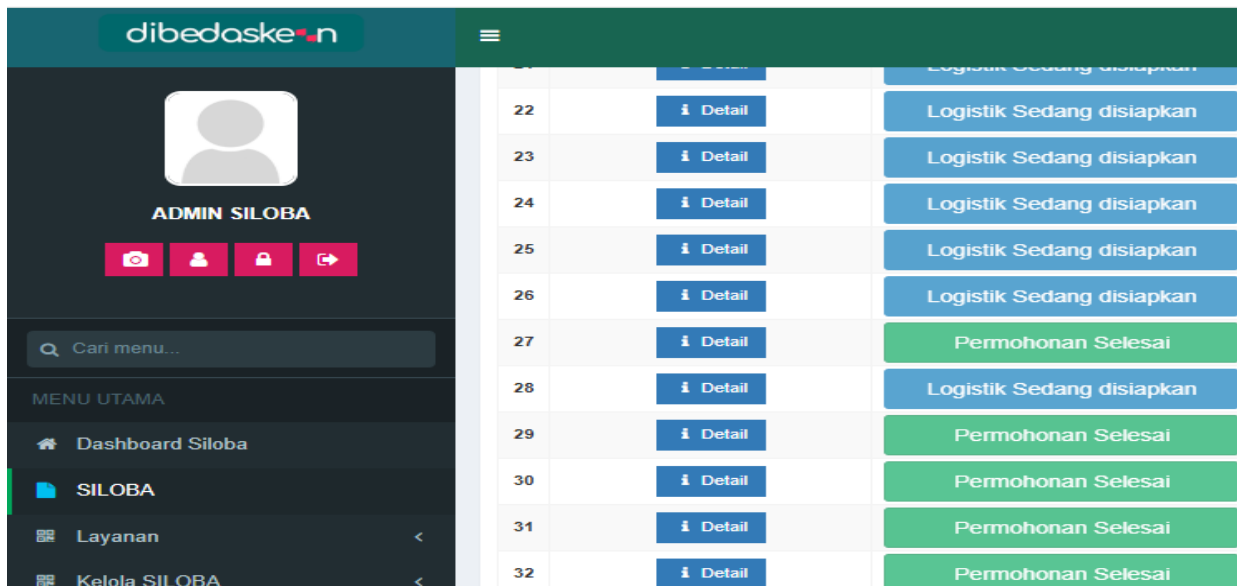 dibedaske n
ADMIN SILOBA
Cari menu...
MENU UTAMA
Dashboard Siloba
SILOBA
Layanan
Kelola SILOBA
Logistik Sedang disiapkan
22 Detail Logistik Sedang disiapkan
23 Detail Logistik Sedang disiapkan
24 Detail Logistik Sedang disiapkan
25 Detail Logistik Sedang disiapkan
26 Detail Logistik Sedang disiapkan
27 Detail Permohonan Selesai
28 Detail Logistik Sedang disiapkan
29 Detail Permohonan Selesai
30 Detail Permohonan Selesai
31 Detail Permohonan Selesai
32 Detail Permohonan Selesai